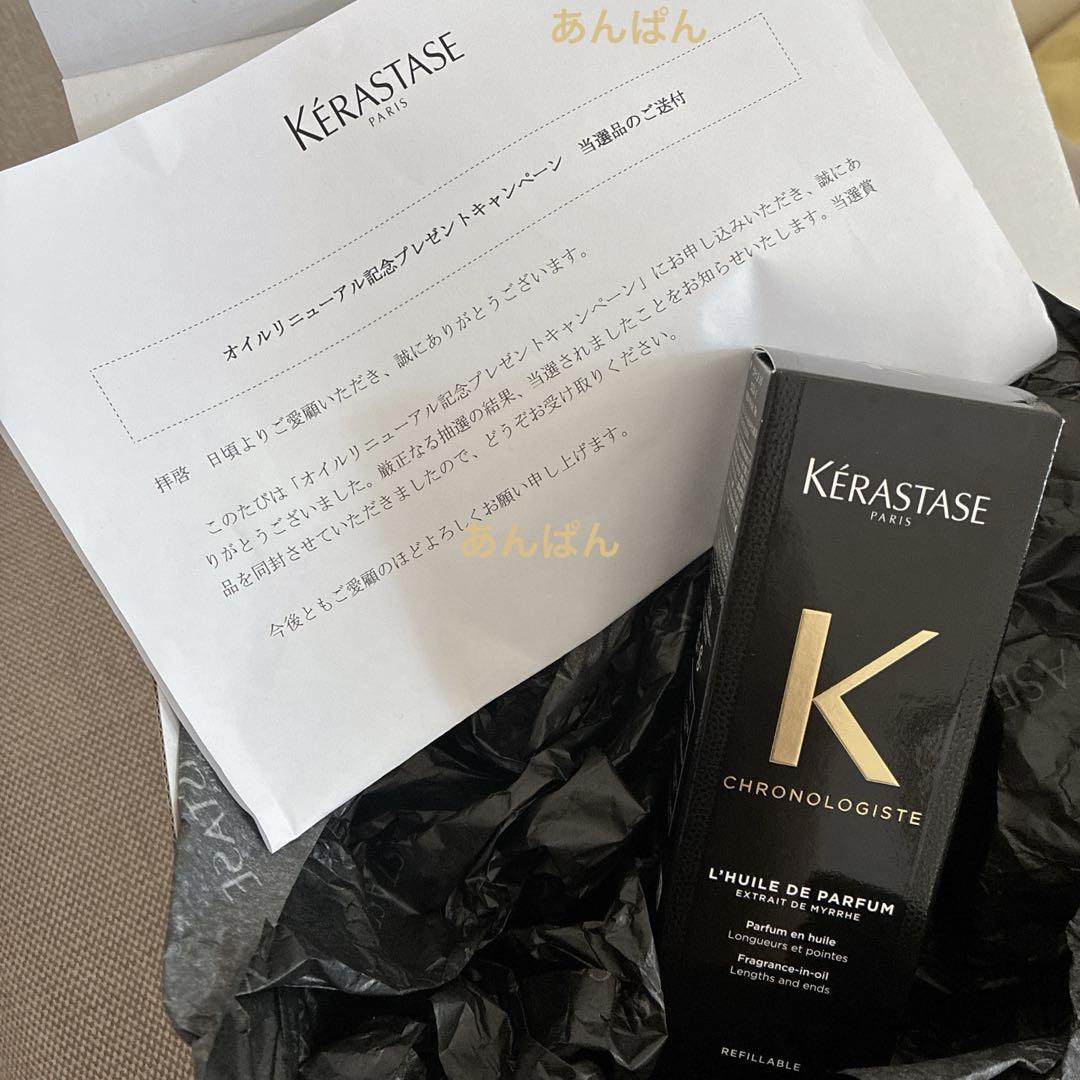 あんぱん
KÉRASTASE
PARIS
オイルリニューアル記念プレゼントキャンペーン 当選品のご送付
拝啓 日頃よりご愛顧いただき、誠にありがとうございます。
このたびは「オイルリニューアル記念プレゼントキャンペーン」にお申し込みいただき、誠にあ
りがとうございました。厳正なる抽選の結果、当選されましたことをお知らせいたします。当選賞
品を同封させていただきましたので、どうぞお受け取りください。
今後ともご愛顧のほどよろしくお願い申し上げます。
あんぱん
KÉRASTASE
PARIS
K
CHRONOLOGISTE
L'HUILE DE PARFUM
EXTRAIT DE MYRRHE
Parfum en huile
Longueurs et pointes
Fragrance-in-oil
Lengths and ends
REFILLABLE